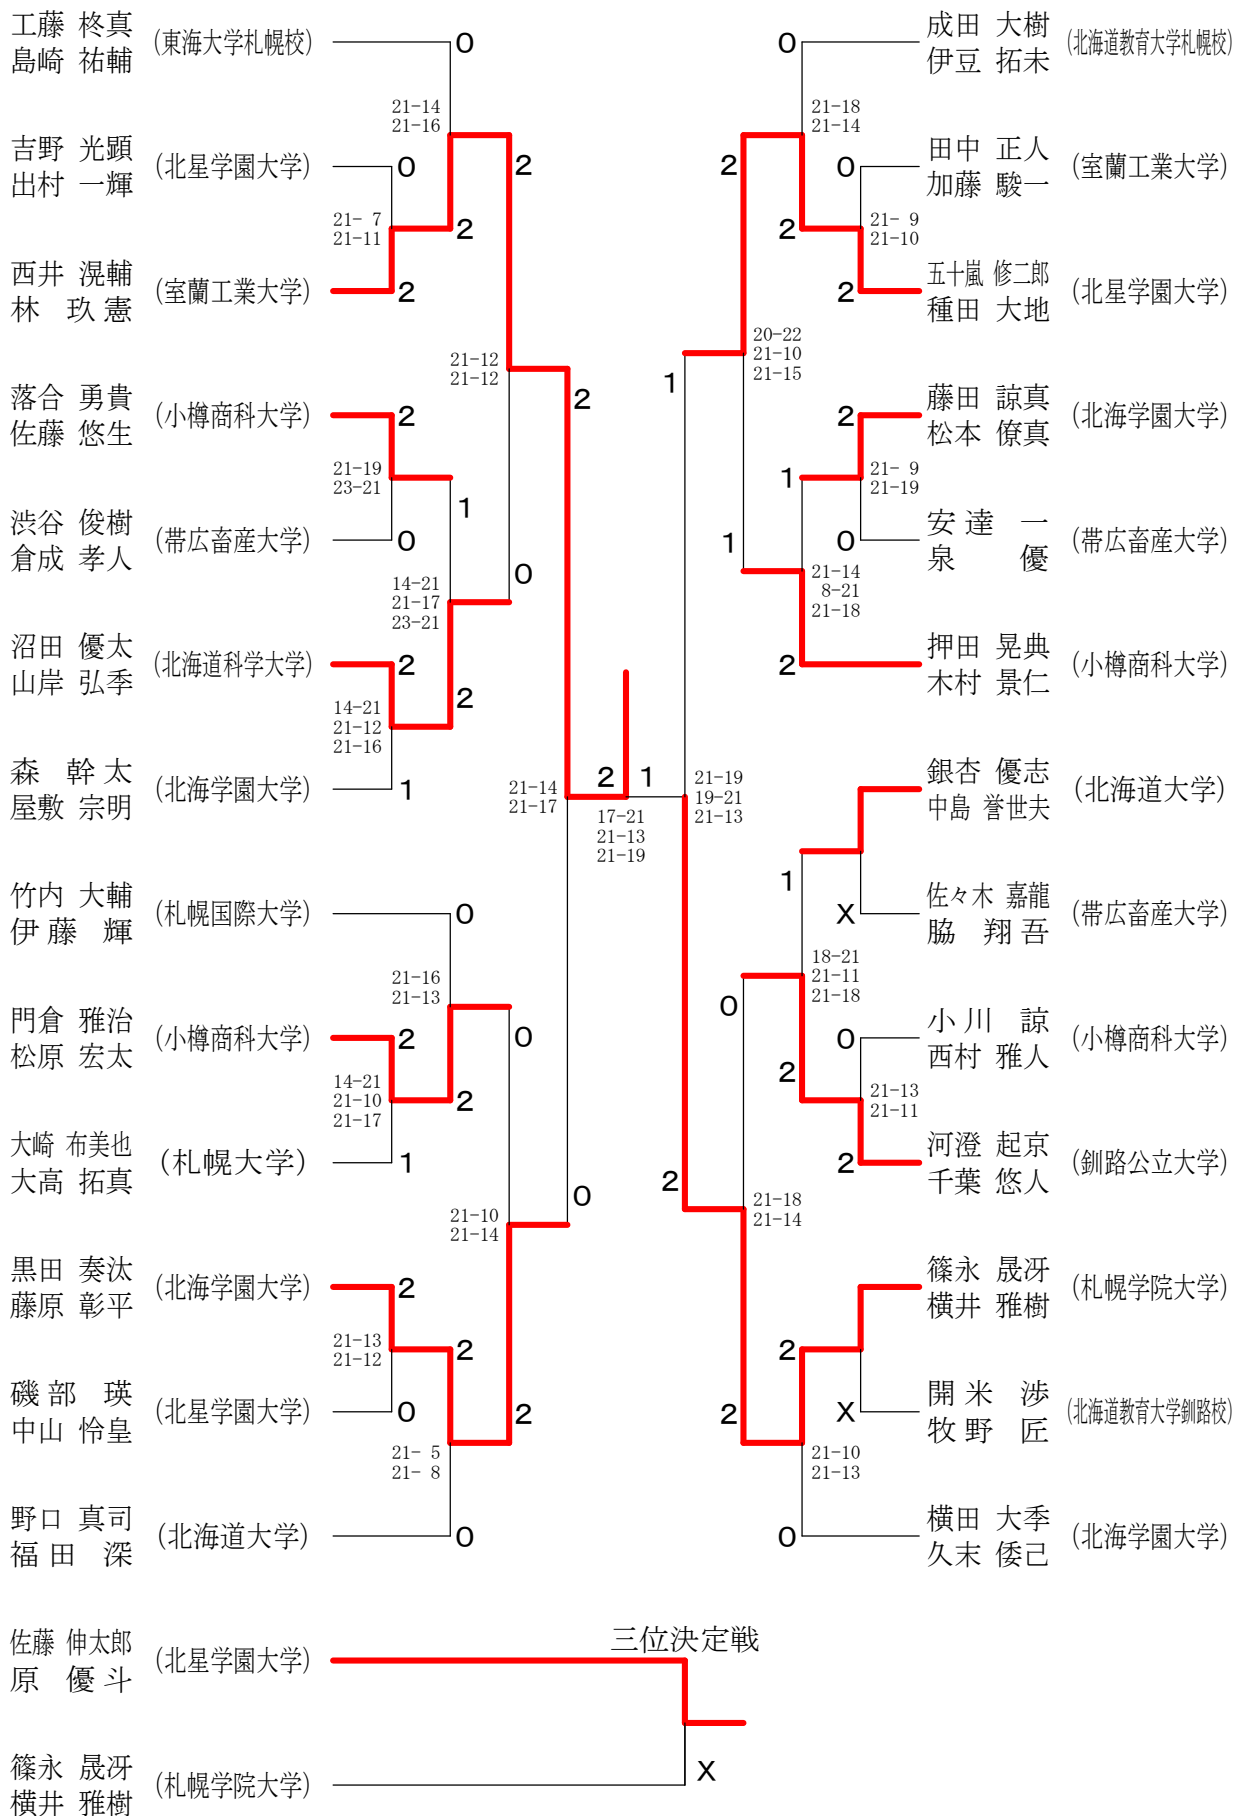 工藤 柊真
島崎 祐輔
(東海大学札幌校)
0
21-14
21-16
吉野 光顕
出村 一輝
(北星学園大学)
0
2
21- 7
21-11
2
西井 滉輔
林 玖憲
(室蘭工業大学)
2
21-12
21-12
2
落合 勇貴
佐藤 悠生
(小樽商科大学)
2
21-19
23-21
1
渋谷 俊樹
倉成 孝人
(帯広畜産大学)
0
0
14-21
21-17
23-21
沼田 優太
山岸 弘季
(北海道科学大学)
2
2
14-21
21-12
21-16
森 幹太
屋敷 宗明
(北海学園大学)
1
21-14
21-17
2
1
17-21
21-13
21-19
竹内 大輔
伊藤 輝
(札幌国際大学)
0
21-16
21-13
門倉 雅治
松原 宏太
(小樽商科大学)
2
0
14-21
21-10
21-17
2
大崎 布美也
大高 拓真
(札幌大学)
1
0
21-10
21-14
黒田 奏汰
藤原 彰平
(北海学園大学)
2
21-13
21-12
2
磯部 瑛
中山 怜皇
(北星学園大学)
0
2
21- 5
21- 8
野口 真司
福田 深
(北海道大学)
0
成田 大樹
伊豆 拓未
(北海道教育大学札幌校)
0
21-18
21-14
田中 正人
加藤 駿一
(室蘭工業大学)
0
2
21- 9
21-10
2
五十嵐 修二郎
種田 大地
(北星学園大学)
2
20-22
21-10
21-15
1
藤田 諒真
松本 僚真
(北海学園大学)
2
21- 9
21-19
1
安達 一
泉 優
(帯広畜産大学)
0
1
21-14
8-21
21-18
押田 晃典
木村 景仁
(小樽商科大学)
2
21-19
19-21
21-13
銀杏 優志
中島 誉世夫
(北海道大学)
1
佐々木 嘉龍
脇 翔吾
(帯広畜産大学)
X
18-21
21-11
21-18
0
小川 諒
西村 雅人
(小樽商科大学)
0
2
21-13
21-11
河澄 起京
千葉 悠人
(釧路公立大学)
2
2
21-18
21-14
篠永 晟冴
横井 雅樹
(札幌学院大学)
2
開米 渉
牧野 匠
(北海道教育大学釧路校)
X
2
21-10
21-13
横田 大季
久末 倭己
(北海学園大学)
0
三位決定戦
佐藤 伸太郎
原 優斗
(北星学園大学)
篠永 晟冴
横井 雅樹
(札幌学院大学)
X